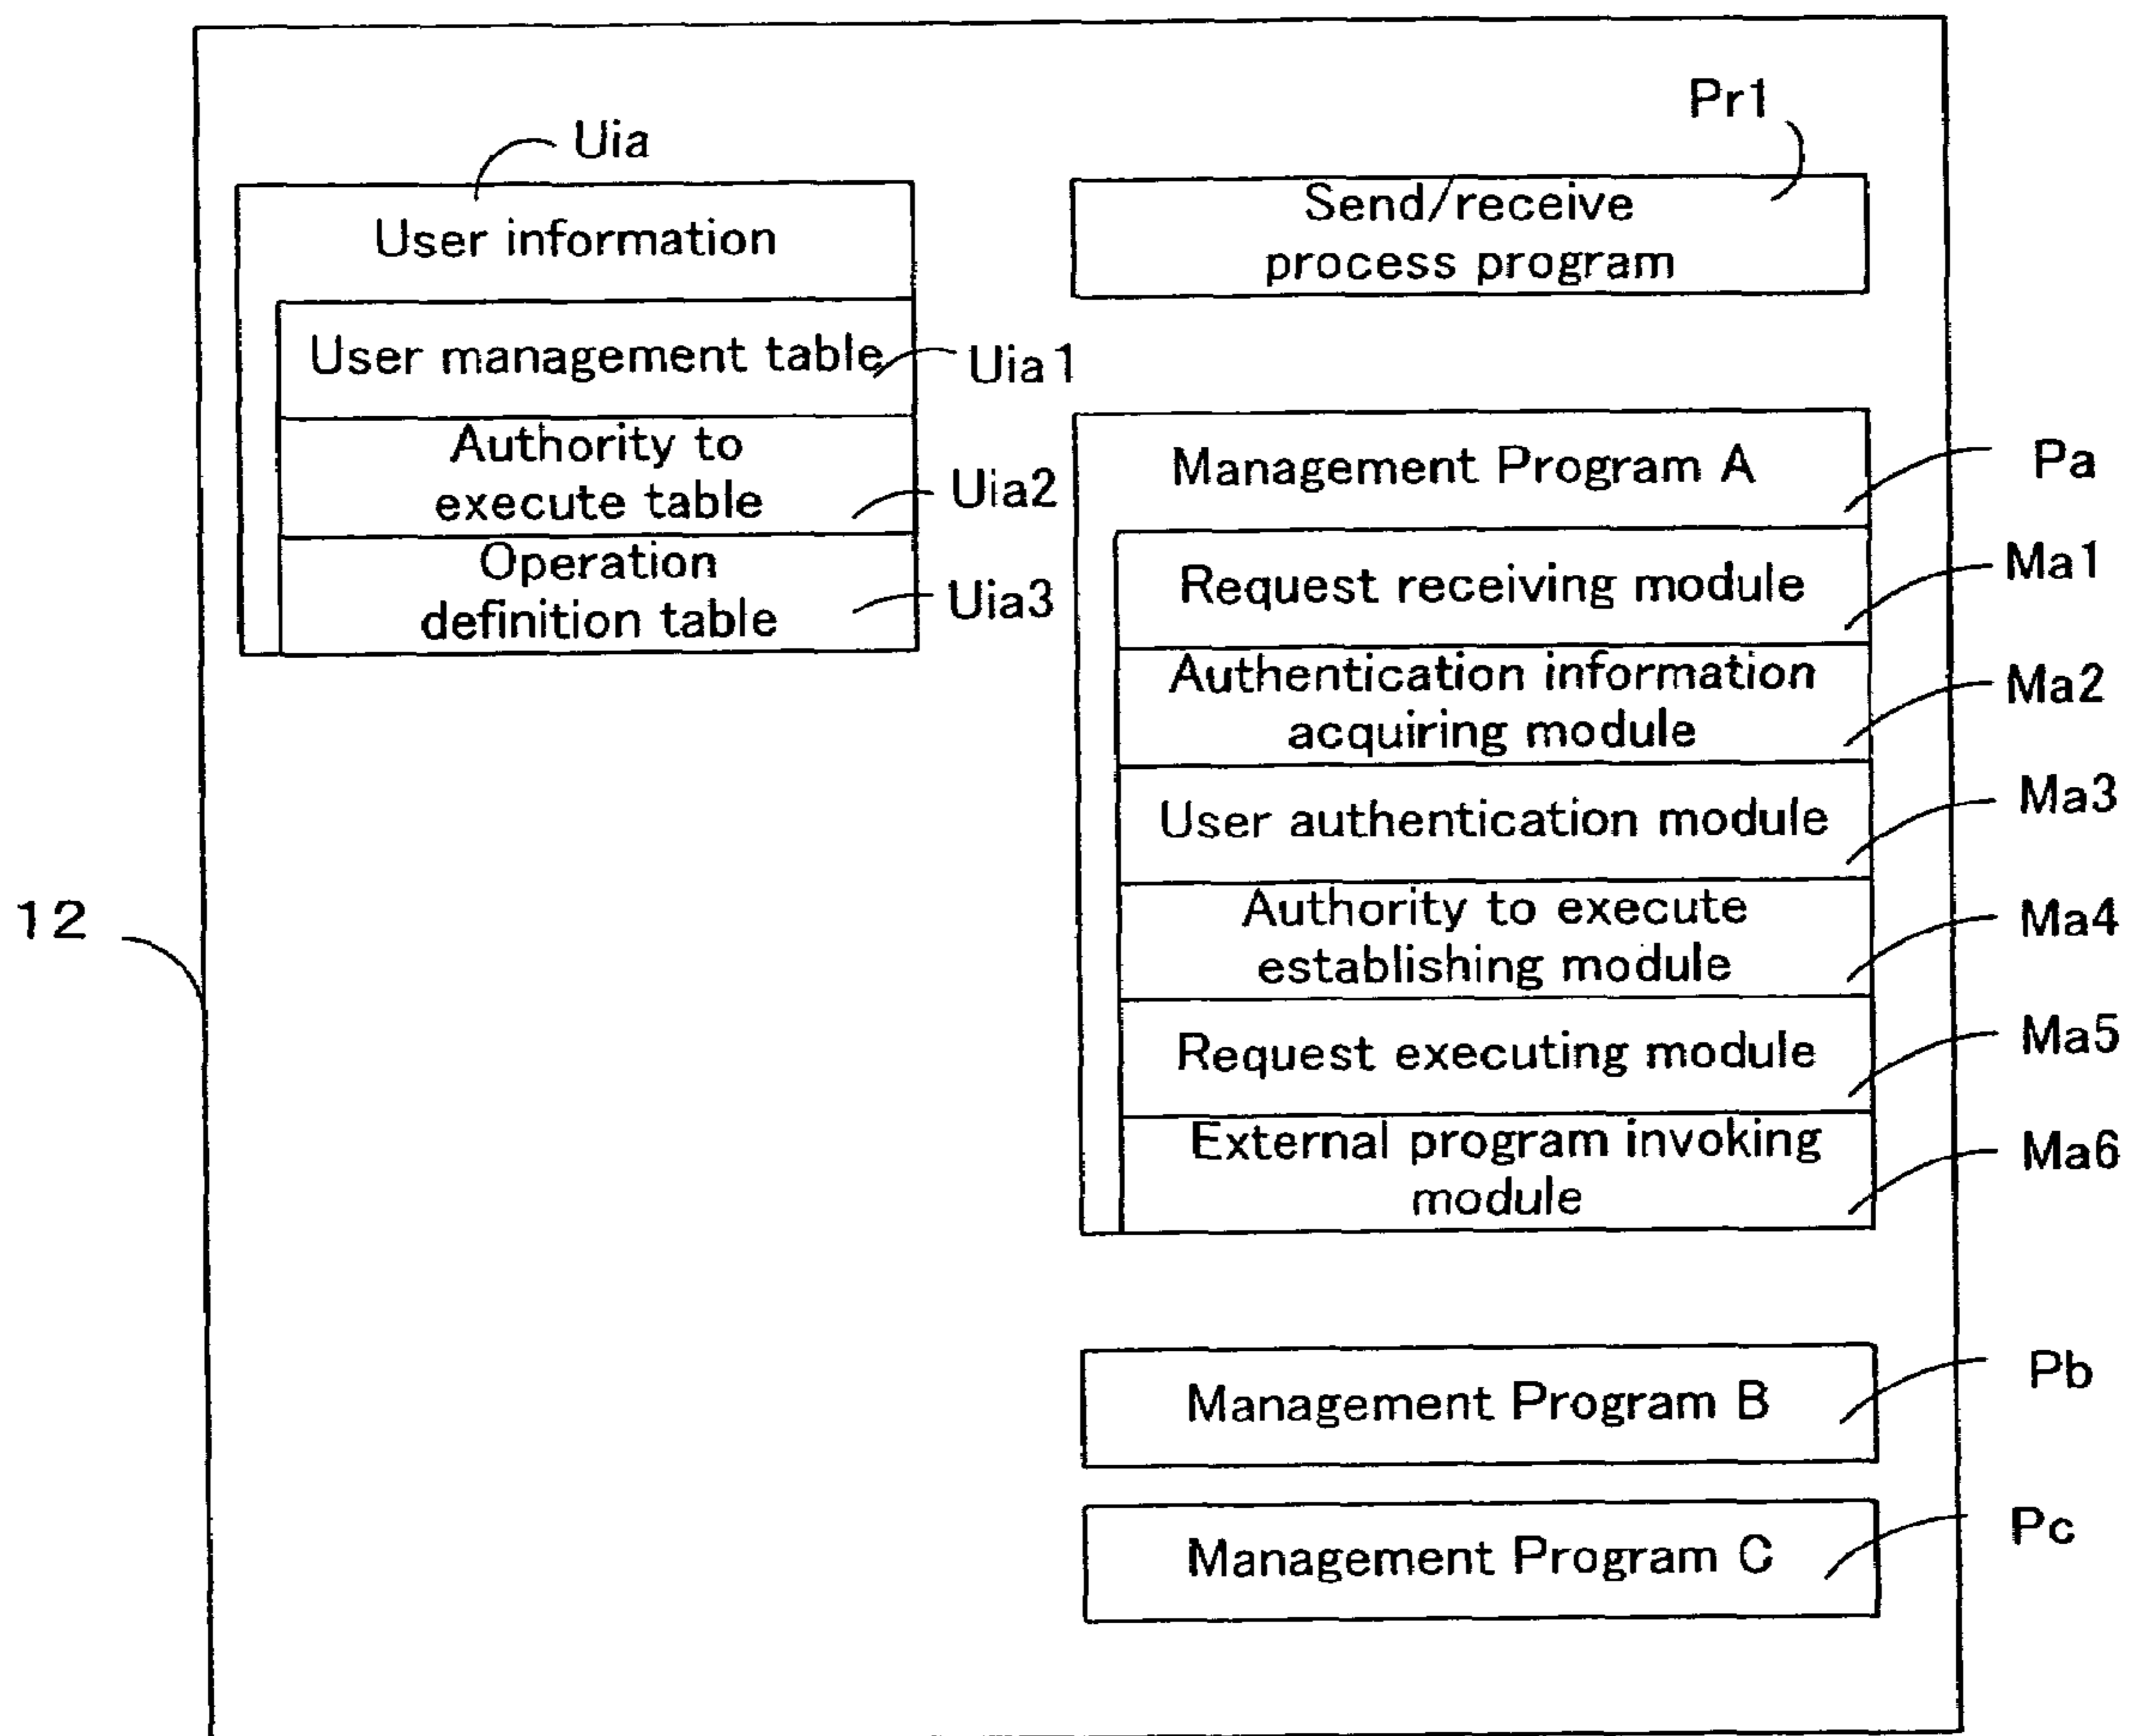 Pr1
Uia
Send/receive
process program
User information
User management table
Uia1
Authority to
execute table
Uia2
Operation
definition table
Uia3
Management Program A
Pa
Request receiving module
Ma1
Authentication information
acquiring module
Ma2
User authentication module
Ma3
Authority to execute
establishing module
Ma4
12
Request executing module
Ma5
External program invoking
module
Ma6
Management Program B
Pb
Management Program C
Pc